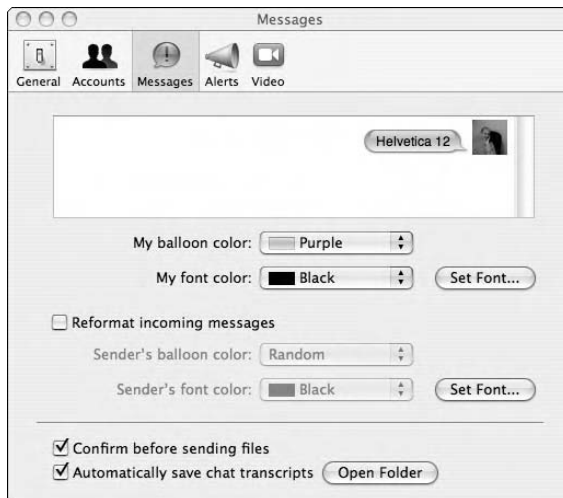 Messages
General Accounts Messages Alerts Video
Helvetica 12
My balloon color: Purple
My font color: Black Set Font...
Reformat incoming messages
Sender's balloon color: Random
Sender's font color: Black Set Font...
Confirm before sending files
Automatically save chat transcripts Open Folder